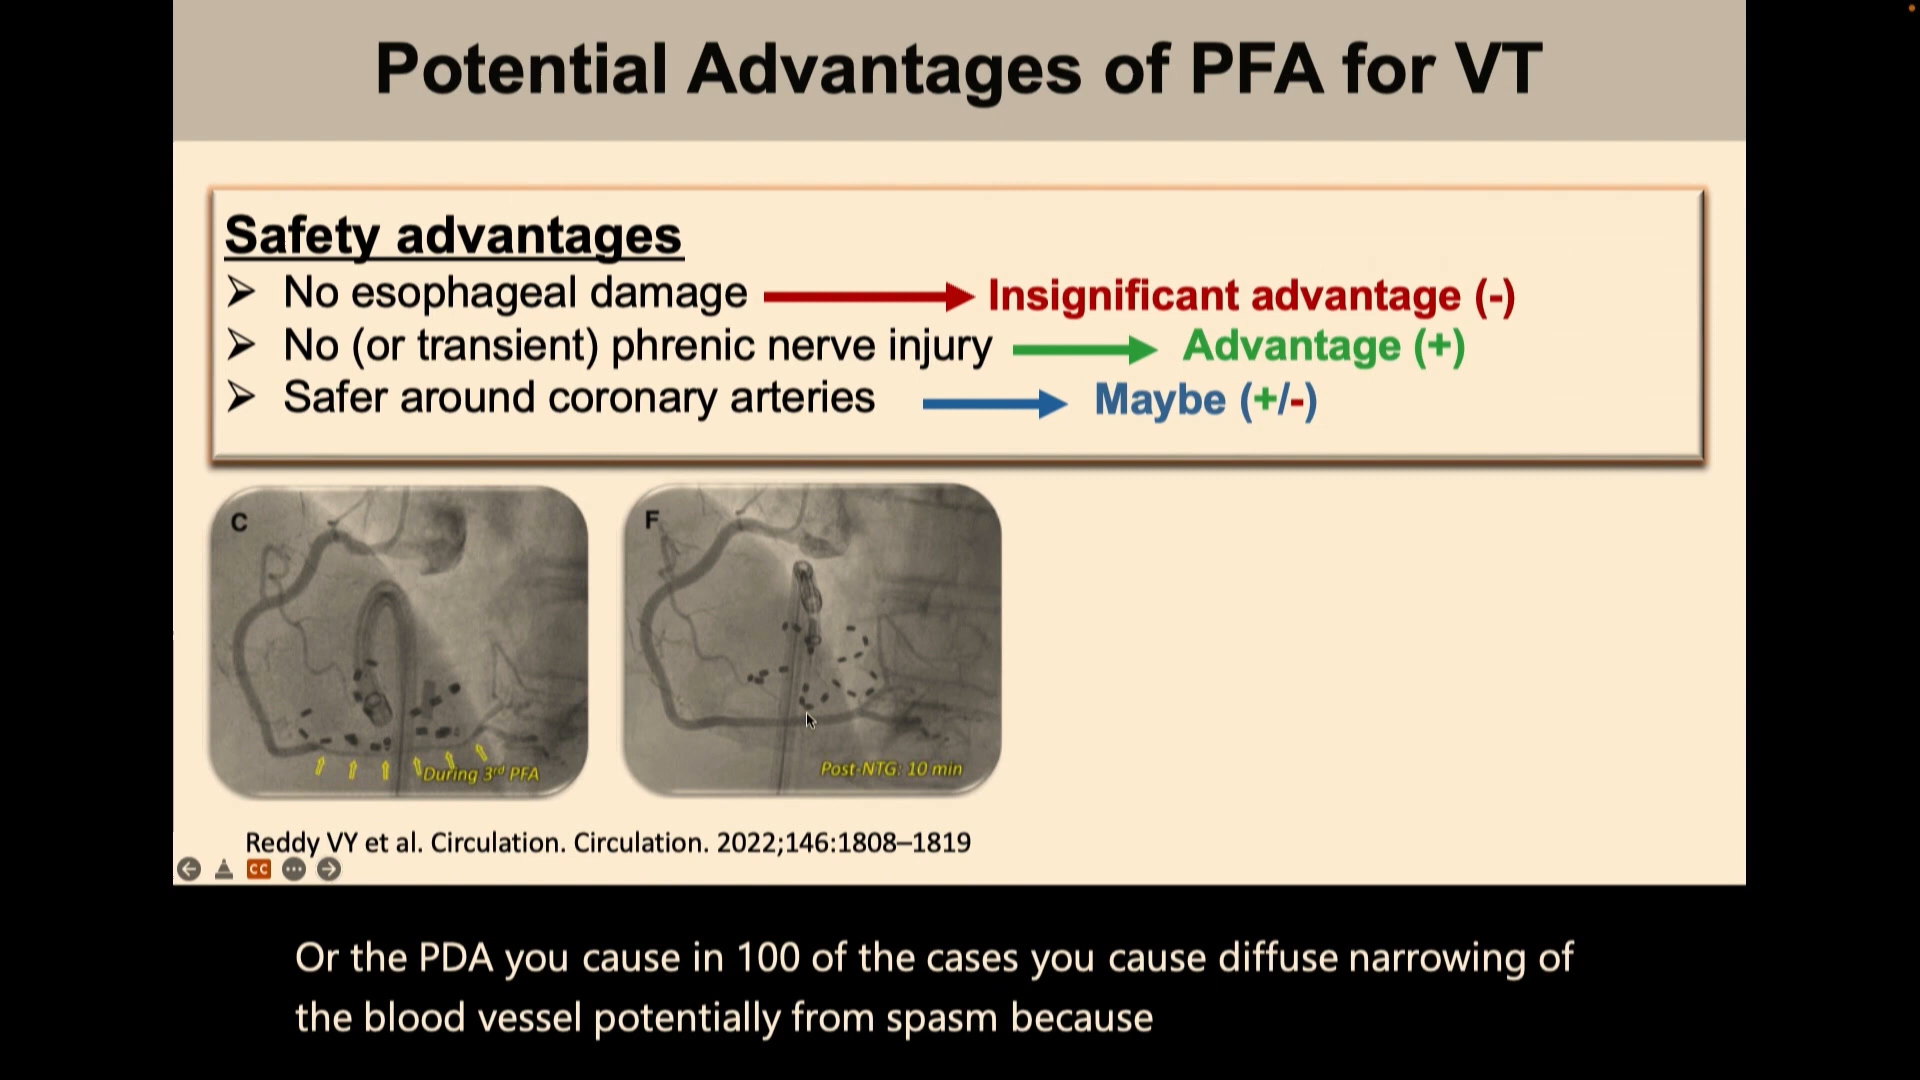 Potential Advantages of PFA for VT
Safety advantages
➢ No esophageal damage Insignificant advantage (-)
➢ No (or transient) phrenic nerve injury Advantage (+)
➢ Safer around coronary arteries Maybe (+/-)
C
F
During 3rd PFA
Post-NTG: 10 min
Reddy VY et al. Circulation. Circulation. 2022;146:1808–1819
CC
Or the PDA you cause in 100 of the cases you cause diffuse narrowing of
the blood vessel potentially from spasm because